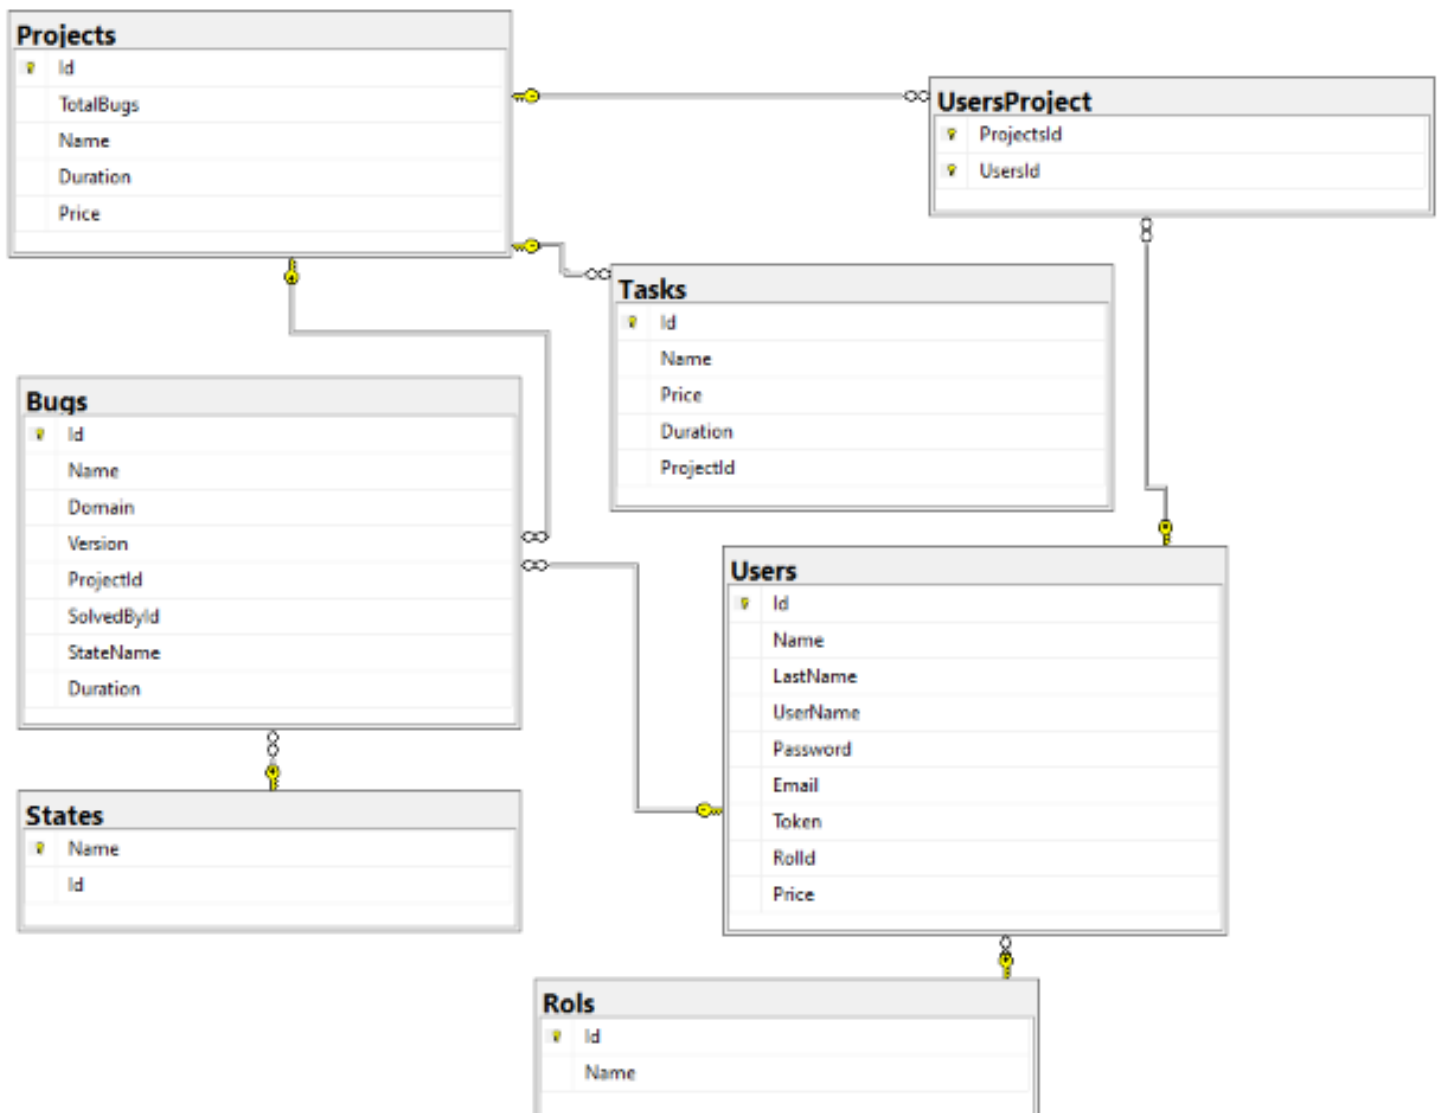 Projects
Id
TotalBugs
Name
Duration
Price
UsersProject
ProjectsId
UsersId
Tasks
Id
Name
Price
Duration
ProjectId
Bugs
Id
Name
Domain
Version
ProjectId
SolvedById
StateName
Duration
Users
Id
Name
LastName
UserName
Password
Email
Token
RolId
Price
States
Name
Id
Rols
Id
Name